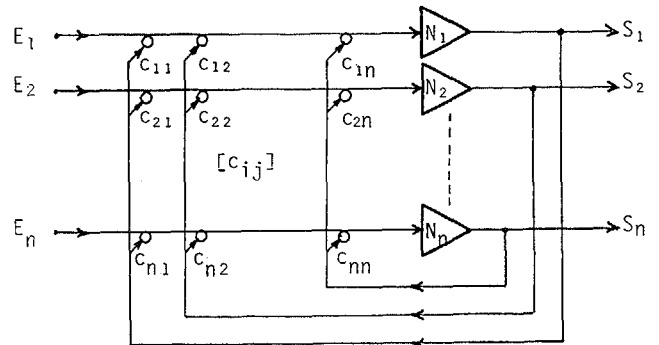 E₁ N₁ S₁
C₁₁ C₁₂ C₁ₙ
E₂ N₂ S₂
C₂₁ C₂₂ C₂ₙ
[Cᵢⱼ]
Eₙ Nₙ Sₙ
Cₙ₁ Cₙ₂ Cₙₙ